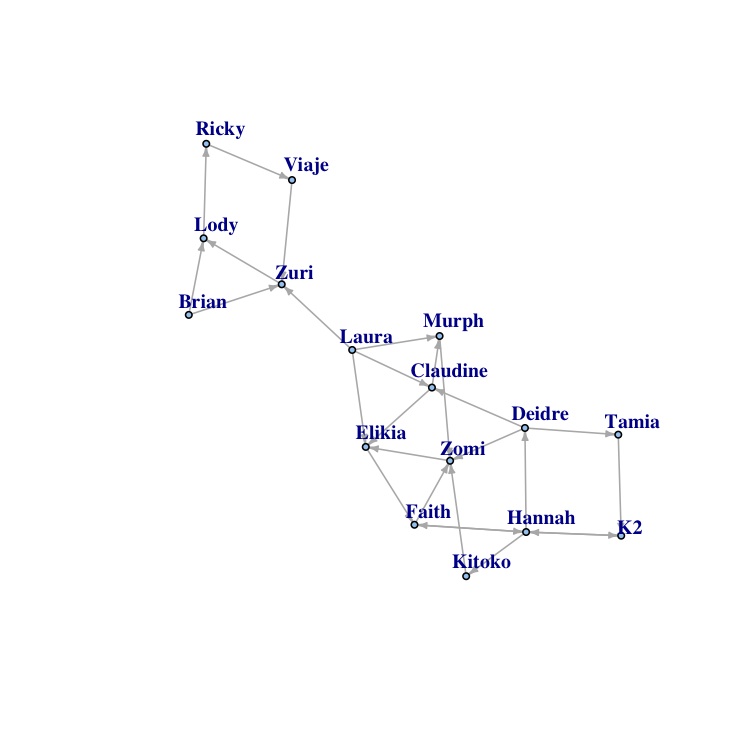 Ricky
Viaje
Lody
Zuri
Brian
Murph
Laura
Claudine
Deidre
Tamia
Elikia
Zomi
Faith
Hannah
K2
Kitoko